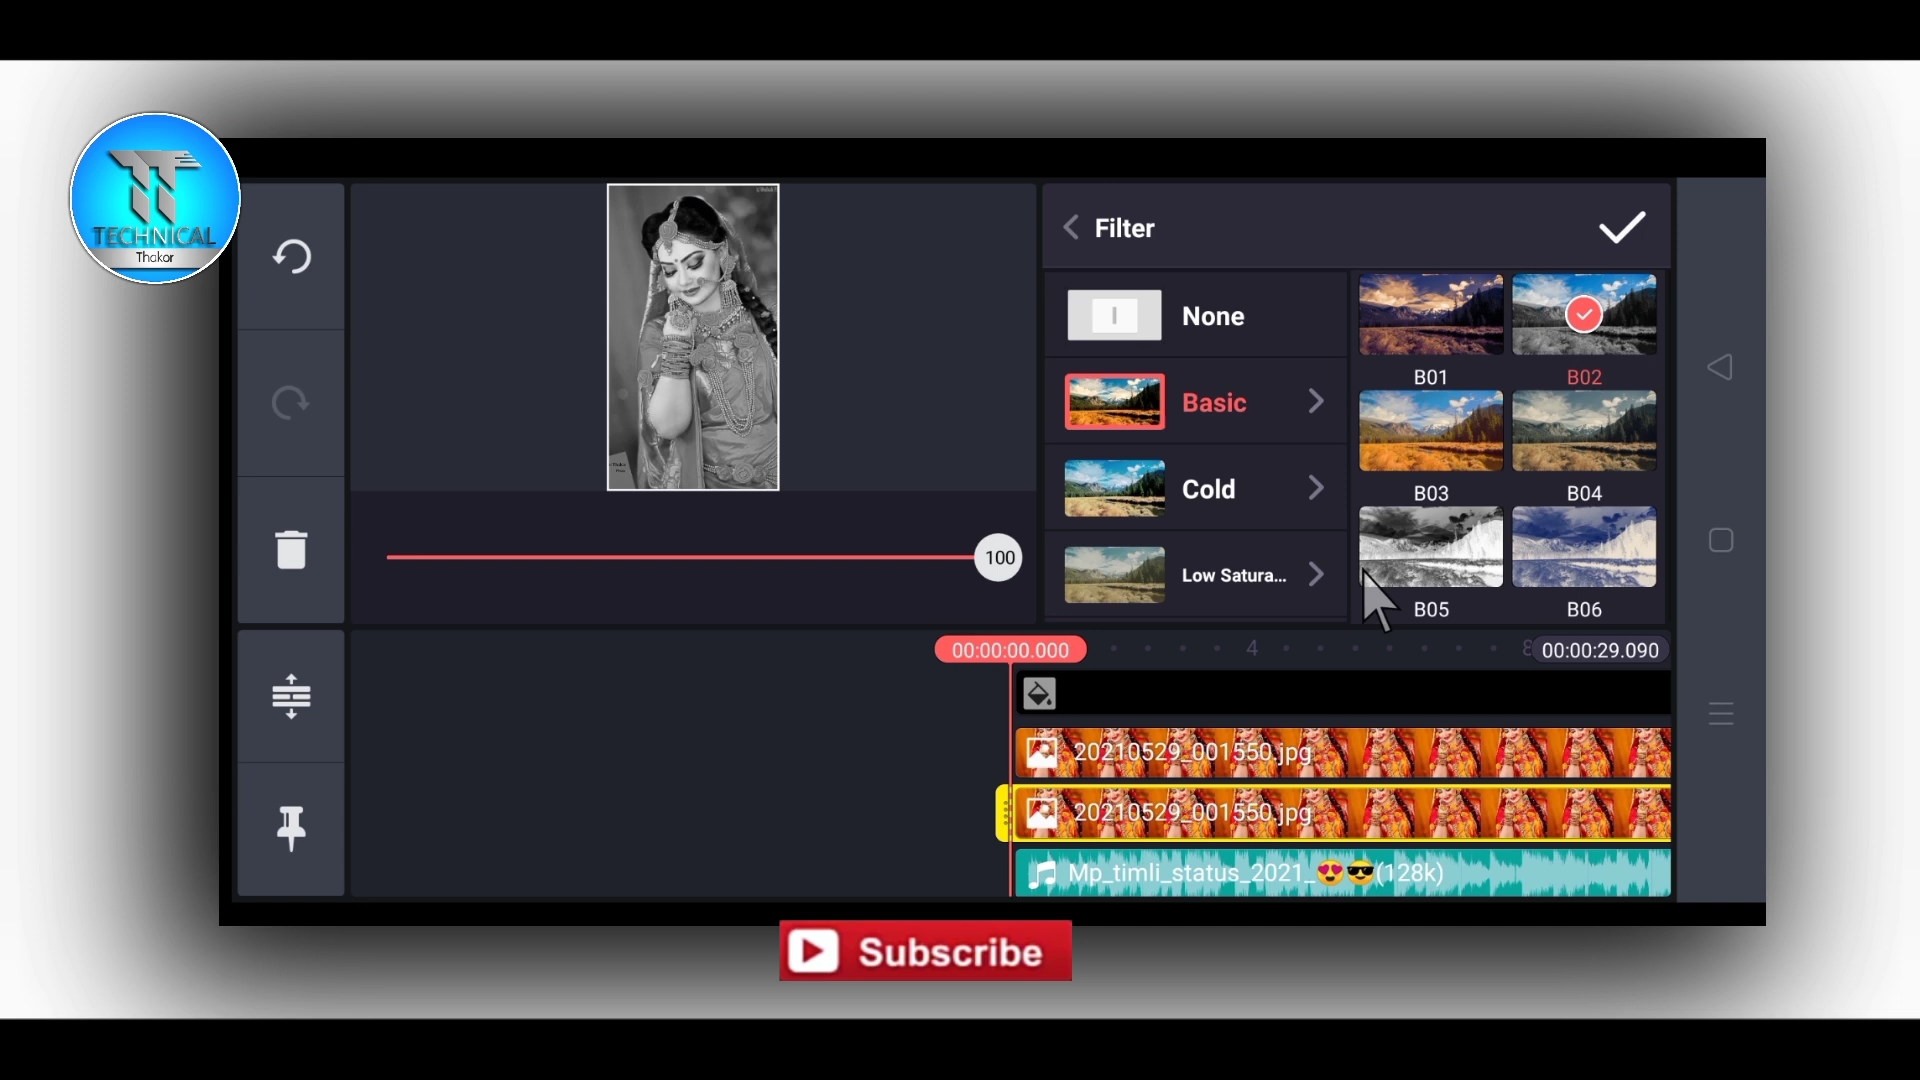 TECHNICAL
Thakor
Filter
None
Basic
Cold
Low Satura...
B01
B02
B03
B04
B05
B06
100
00:00:00.000
4
8
00:00:29.090
20210529_001550.jpg
20210529_001550.jpg
Mp_timli_status_2021_😍😎(128k)
Subscribe